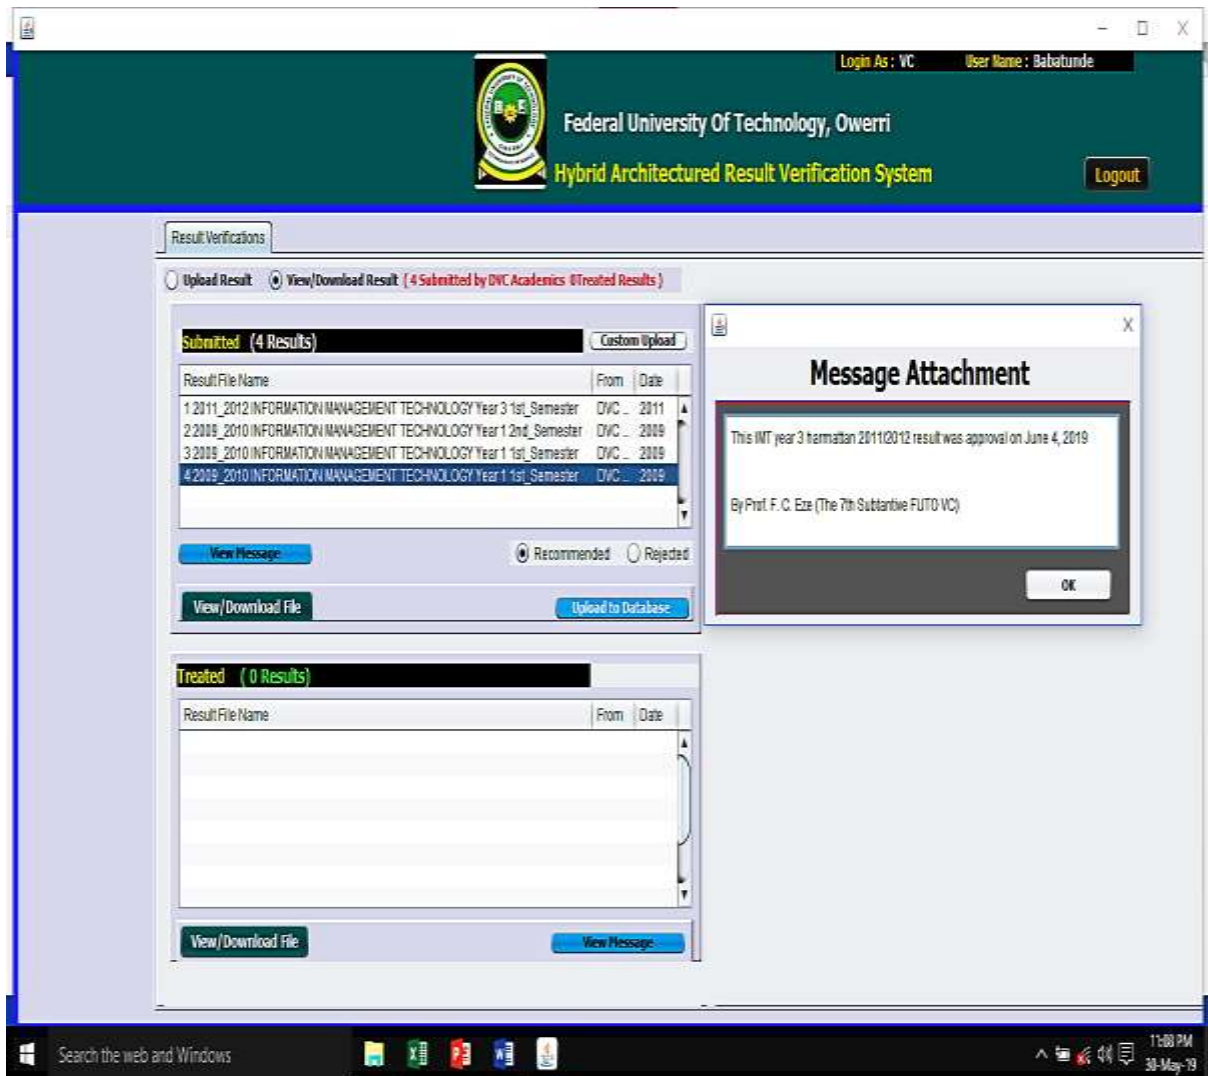 Login As : VC User Name : Babatunde
Federal University Of Technology, Owerri
Hybrid Architectured Result Verification System
Logout
Result Verifications
Upload Result View/Download Result ( 4 Submitted by DVC Academics 0Treated Results )
Submitted (4 Results) Custom Upload
Result File Name From Date
1 2011_2012 INFORMATION MANAGEMENT TECHNOLOGY Year 3 1st_Semester DVC ... 2011
2 2009_2010 INFORMATION MANAGEMENT TECHNOLOGY Year 1 2nd_Semester DVC ... 2009
3 2009_2010 INFORMATION MANAGEMENT TECHNOLOGY Year 1 1st_Semester DVC ... 2009
4 2009_2010 INFORMATION MANAGEMENT TECHNOLOGY Year 1 1st_Semester DVC ... 2009
View Message Recommended Rejected
View/Download File Upload to Database
Message Attachment
This IMT year 3 harmattan 2011/2012 result was approval on June 4, 2019
By Prof. F. C. Eze (The 7th Subtantive FUTO VC)
OK
Treated ( 0 Results)
Result File Name From Date
View/Download File View Message
Search the web and Windows
11:08 PM
30-May-19